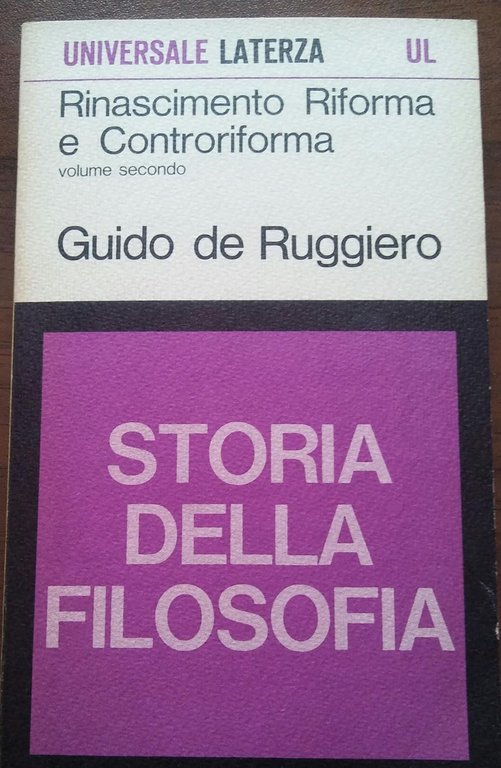 UNIVERSALE LATERZA UL
Rinascimento Riforma
e Controriforma
volume secondo
Guido de Ruggiero
STORIA
DELLA
FILOSOFIA